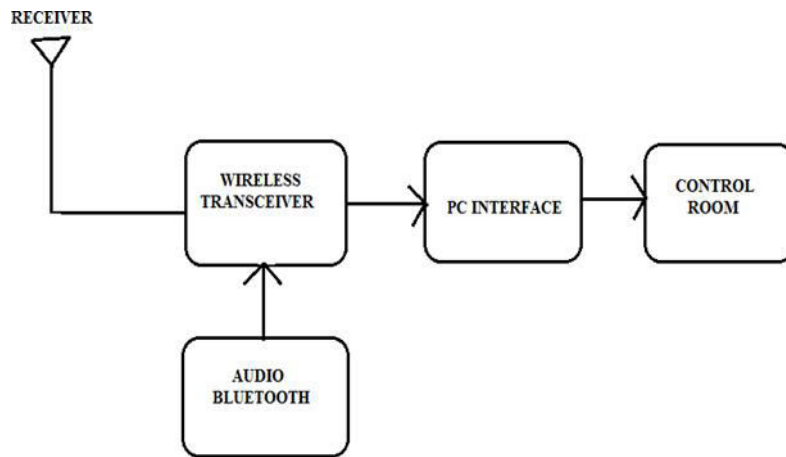 RECEIVER
WIRELESS
TRANSCEIVER
PC INTERFACE
CONTROL
ROOM
AUDIO
BLUETOOTH